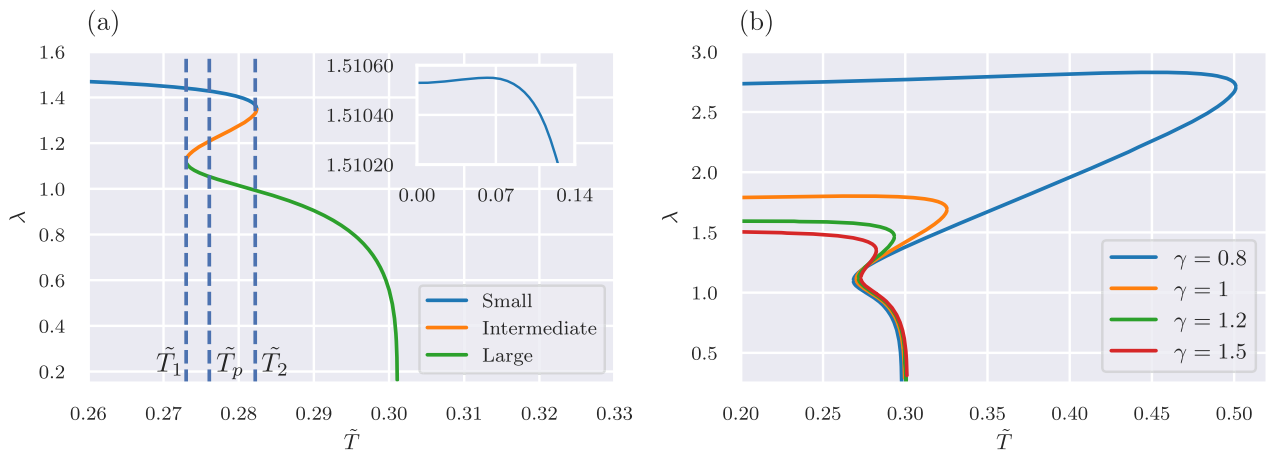 (a)
1.6
1.4
1.2
1.0
0.8
0.6
0.4
0.2
λ
0.26
0.27
0.28
0.29
0.30
0.31
0.32
0.33
T̃
T̃₁
T̃ₚ
T̃₂
1.51060
1.51040
1.51020
0.00
0.07
0.14
Small
Intermediate
Large
(b)
3.0
2.5
2.0
1.5
1.0
0.5
λ
0.20
0.25
0.30
0.35
0.40
0.45
0.50
T̃
γ = 0.8
γ = 1
γ = 1.2
γ = 1.5